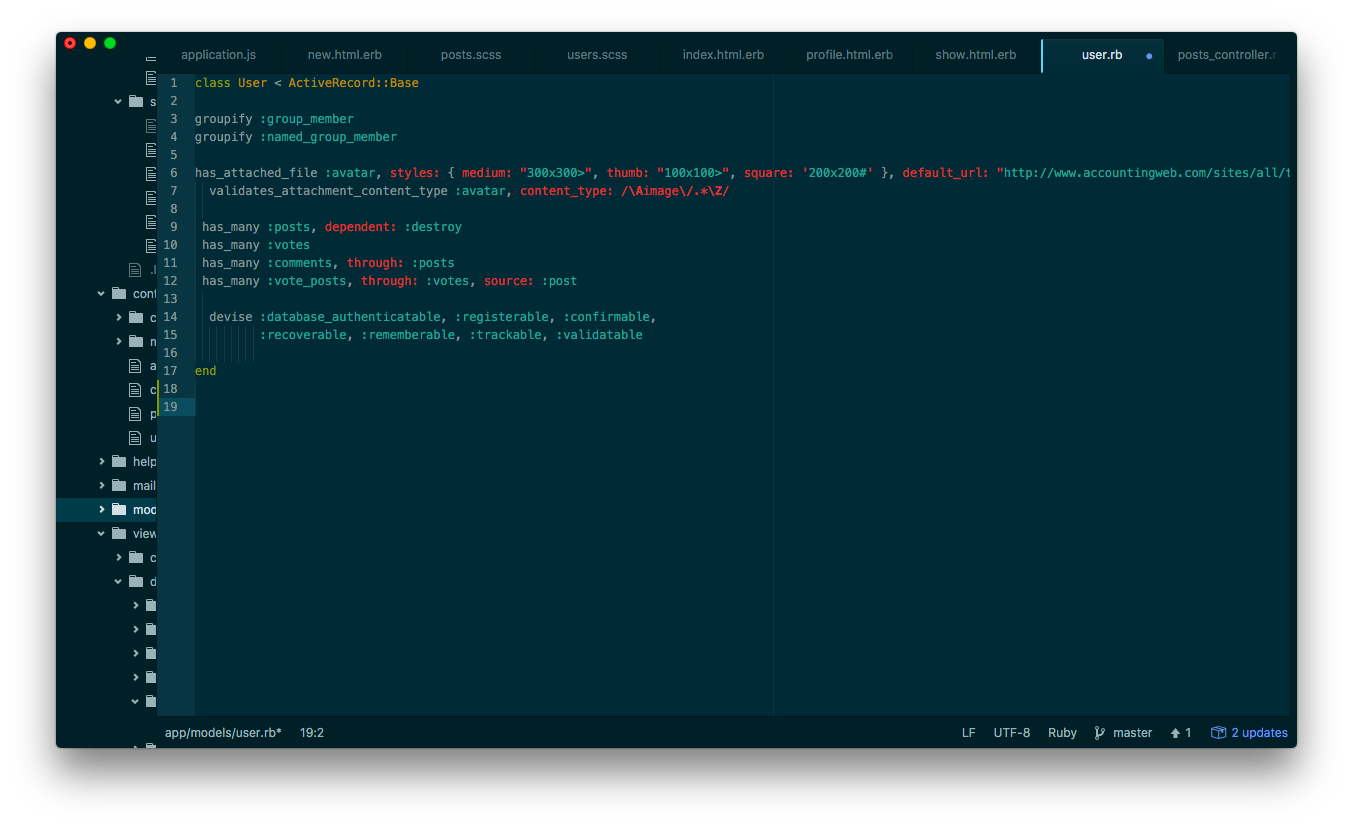 application.js new.html.erb posts.scss users.scss index.html.erb profile.html.erb show.html.erb user.rb posts_controller.r
s
.l
cont
c
m
a
c
p
u
help
mail
mod
view
c
d
1 class User < ActiveRecord::Base
2
3 groupify :group_member
4 groupify :named_group_member
5
6 has_attached_file :avatar, styles: { medium: "300x300>", thumb: "100x100>", square: '200x200#' }, default_url: "http://www.accountingweb.com/sites/all/t
7 validates_attachment_content_type :avatar, content_type: /\Aimage\/.*\Z/
8
9 has_many :posts, dependent: :destroy
10 has_many :votes
11 has_many :comments, through: :posts
12 has_many :vote_posts, through: :votes, source: :post
13
14 devise :database_authenticatable, :registerable, :confirmable,
15 :recoverable, :rememberable, :trackable, :validatable
16
17 end
18
19
app/models/user.rb* 19:2 LF UTF-8 Ruby master 1 2 updates